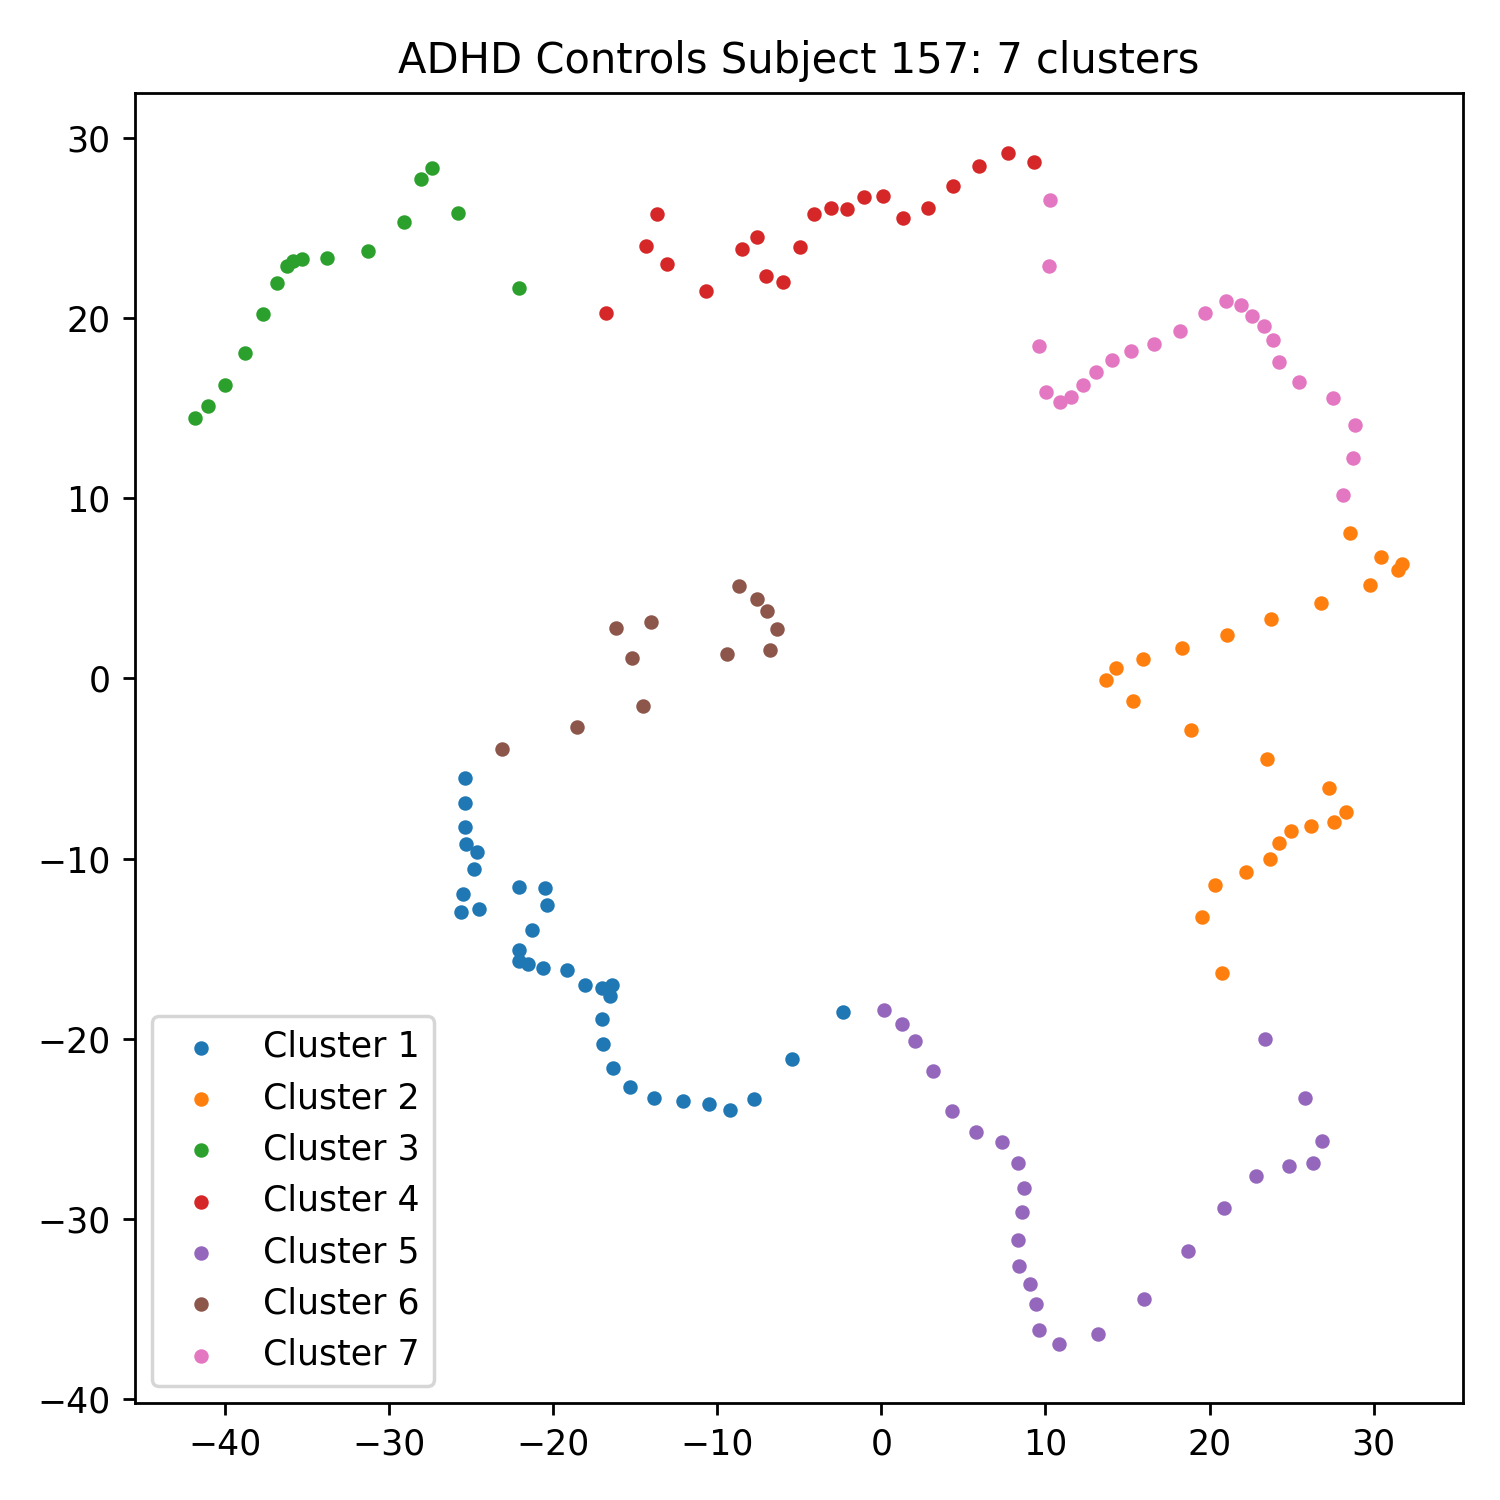 ADHD Controls Subject 157: 7 clusters
30
20
10
0
−10
−20
−30
−40
Cluster 1
Cluster 2
Cluster 3
Cluster 4
Cluster 5
Cluster 6
Cluster 7
−40 −30 −20 −10 0 10 20 30